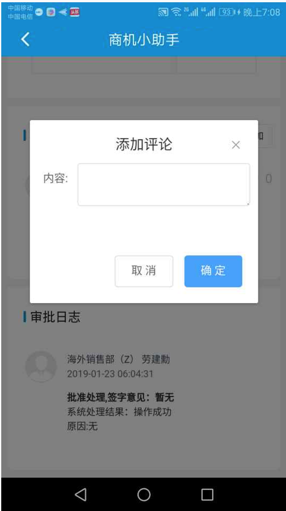 中国移动
中国电信
晚上7:08
商机小助手
添加评论
内容:
取 消
确 定
审批日志
海外销售部（Z） 劳建勳
2019-01-23 06:04:31
批准处理,签字意见：暂无
系统处理结果：操作成功
原因:无